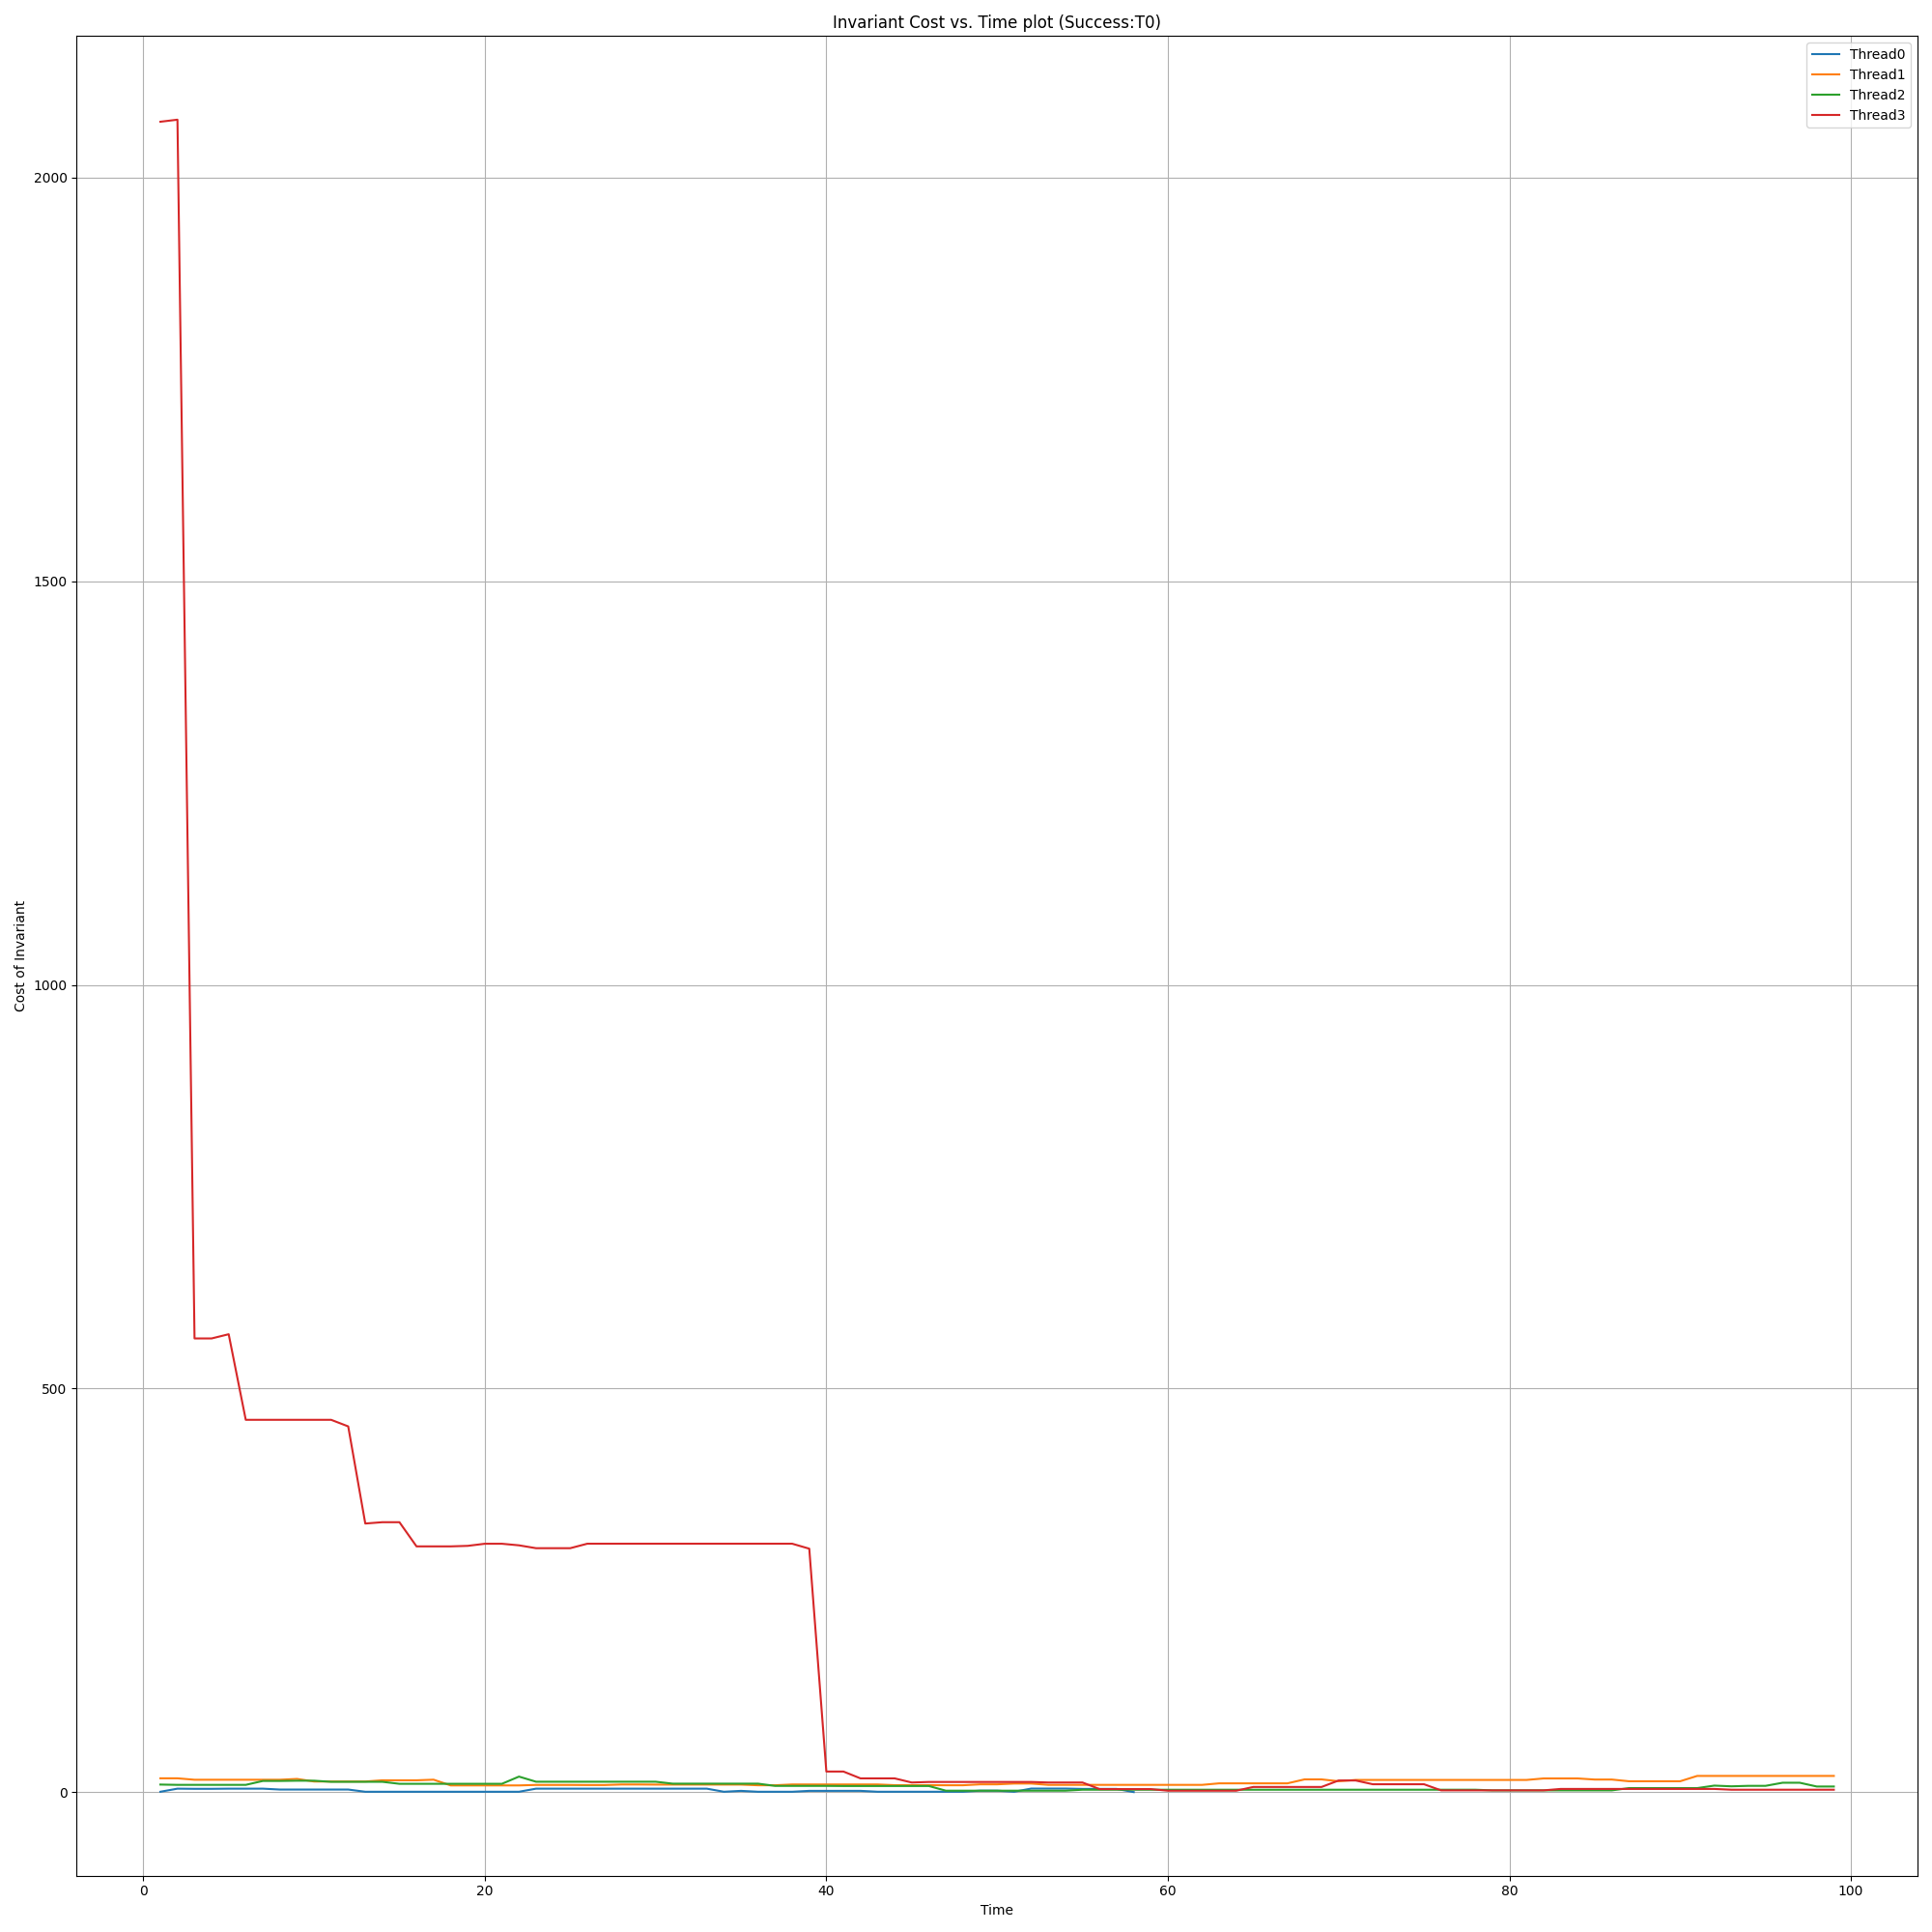 Invariant Cost vs. Time plot (Success:T0)
Thread0
Thread1
Thread2
Thread3
2000
1500
1000
500
0
Cost of Invariant
0 20 40 60 80 100
Time